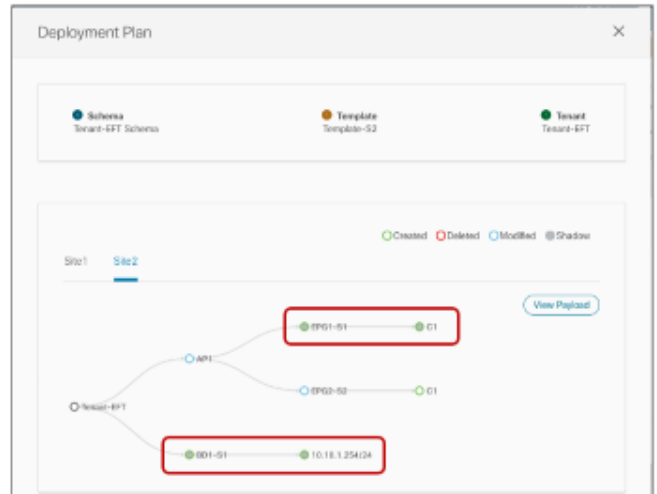 Deployment Plan
Schema
Tenant-EFT Schema
Template
Template-S2
Tenant
Tenant-EFT
Created Deleted Modified Shadow
Site1 Site2
View Payload
EPG1-S1 C1
AP1
EPG2-S2 C1
Tenant-EFT
BD1-S1 10.10.1.254/24